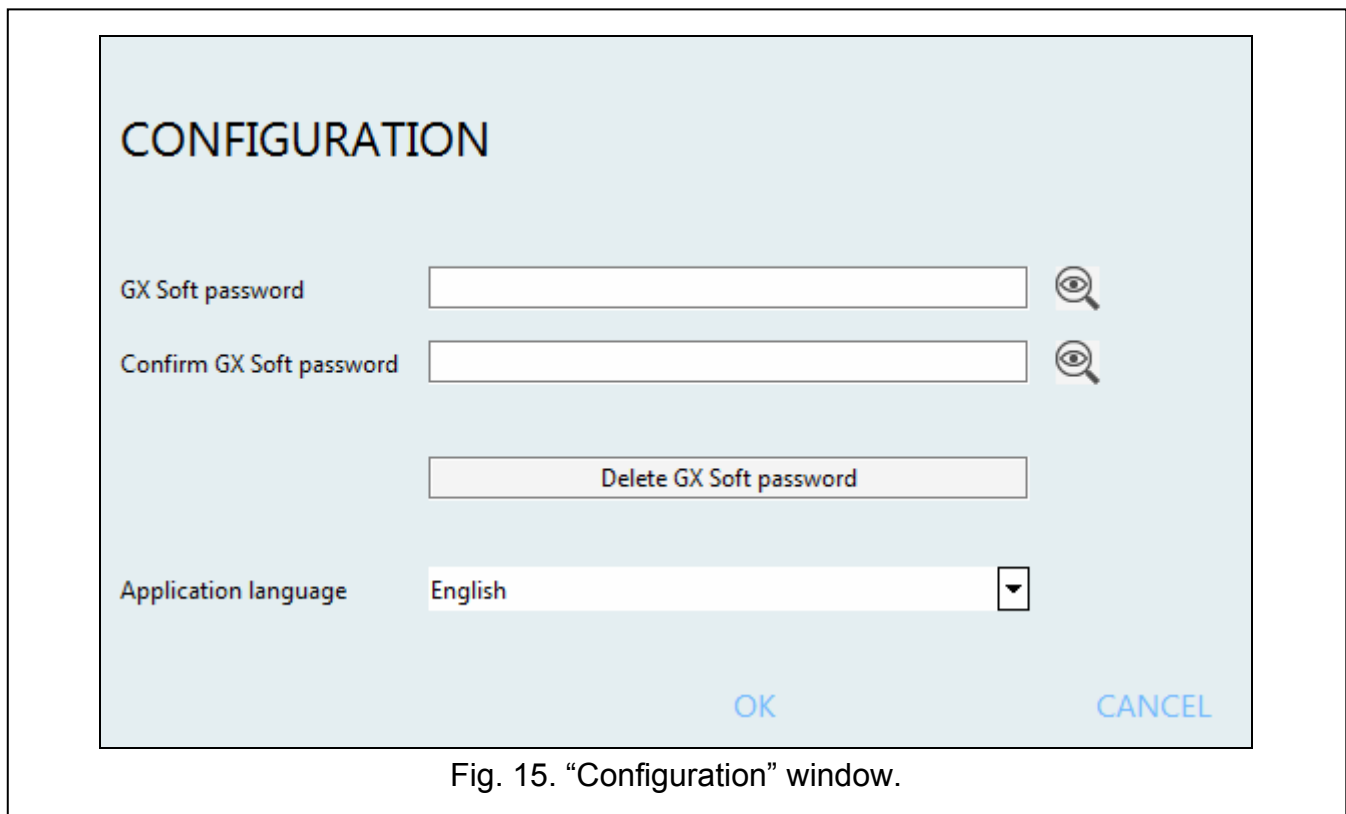 CONFIGURATION
GX Soft password
Confirm GX Soft password
Delete GX Soft password
Application language English
OK CANCEL
Fig. 15. “Configuration” window.